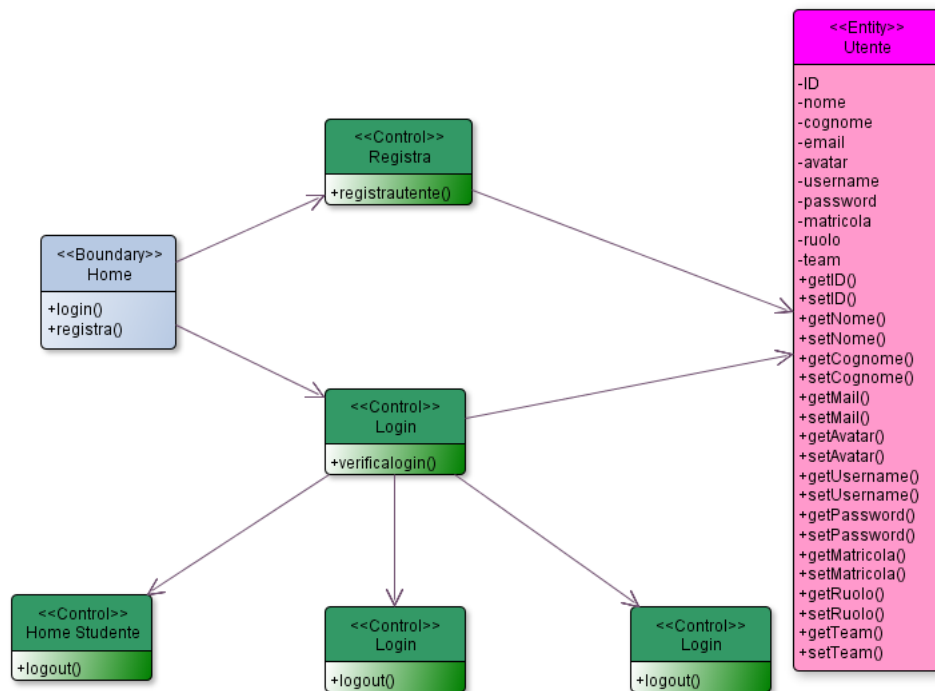 <<Entity>>
Utente
-ID
-nome
-cognome
-email
-avatar
-username
-password
-matricola
-ruolo
-team
+getID()
+setID()
+getNome()
+setNome()
+getCognome()
+setCognome()
+getMail()
+setMail()
+getAvatar()
+setAvatar()
+getUsername()
+setUsername()
+getPassword()
+setPassword()
+getMatricola()
+setMatricola()
+getRuolo()
+setRuolo()
+getTeam()
+setTeam()
<<Control>>
Registra
+registrautente()
<<Boundary>>
Home
+login()
+registra()
<<Control>>
Login
+verificalogin()
<<Control>>
Home Studente
+logout()
<<Control>>
Login
+logout()
<<Control>>
Login
+logout()